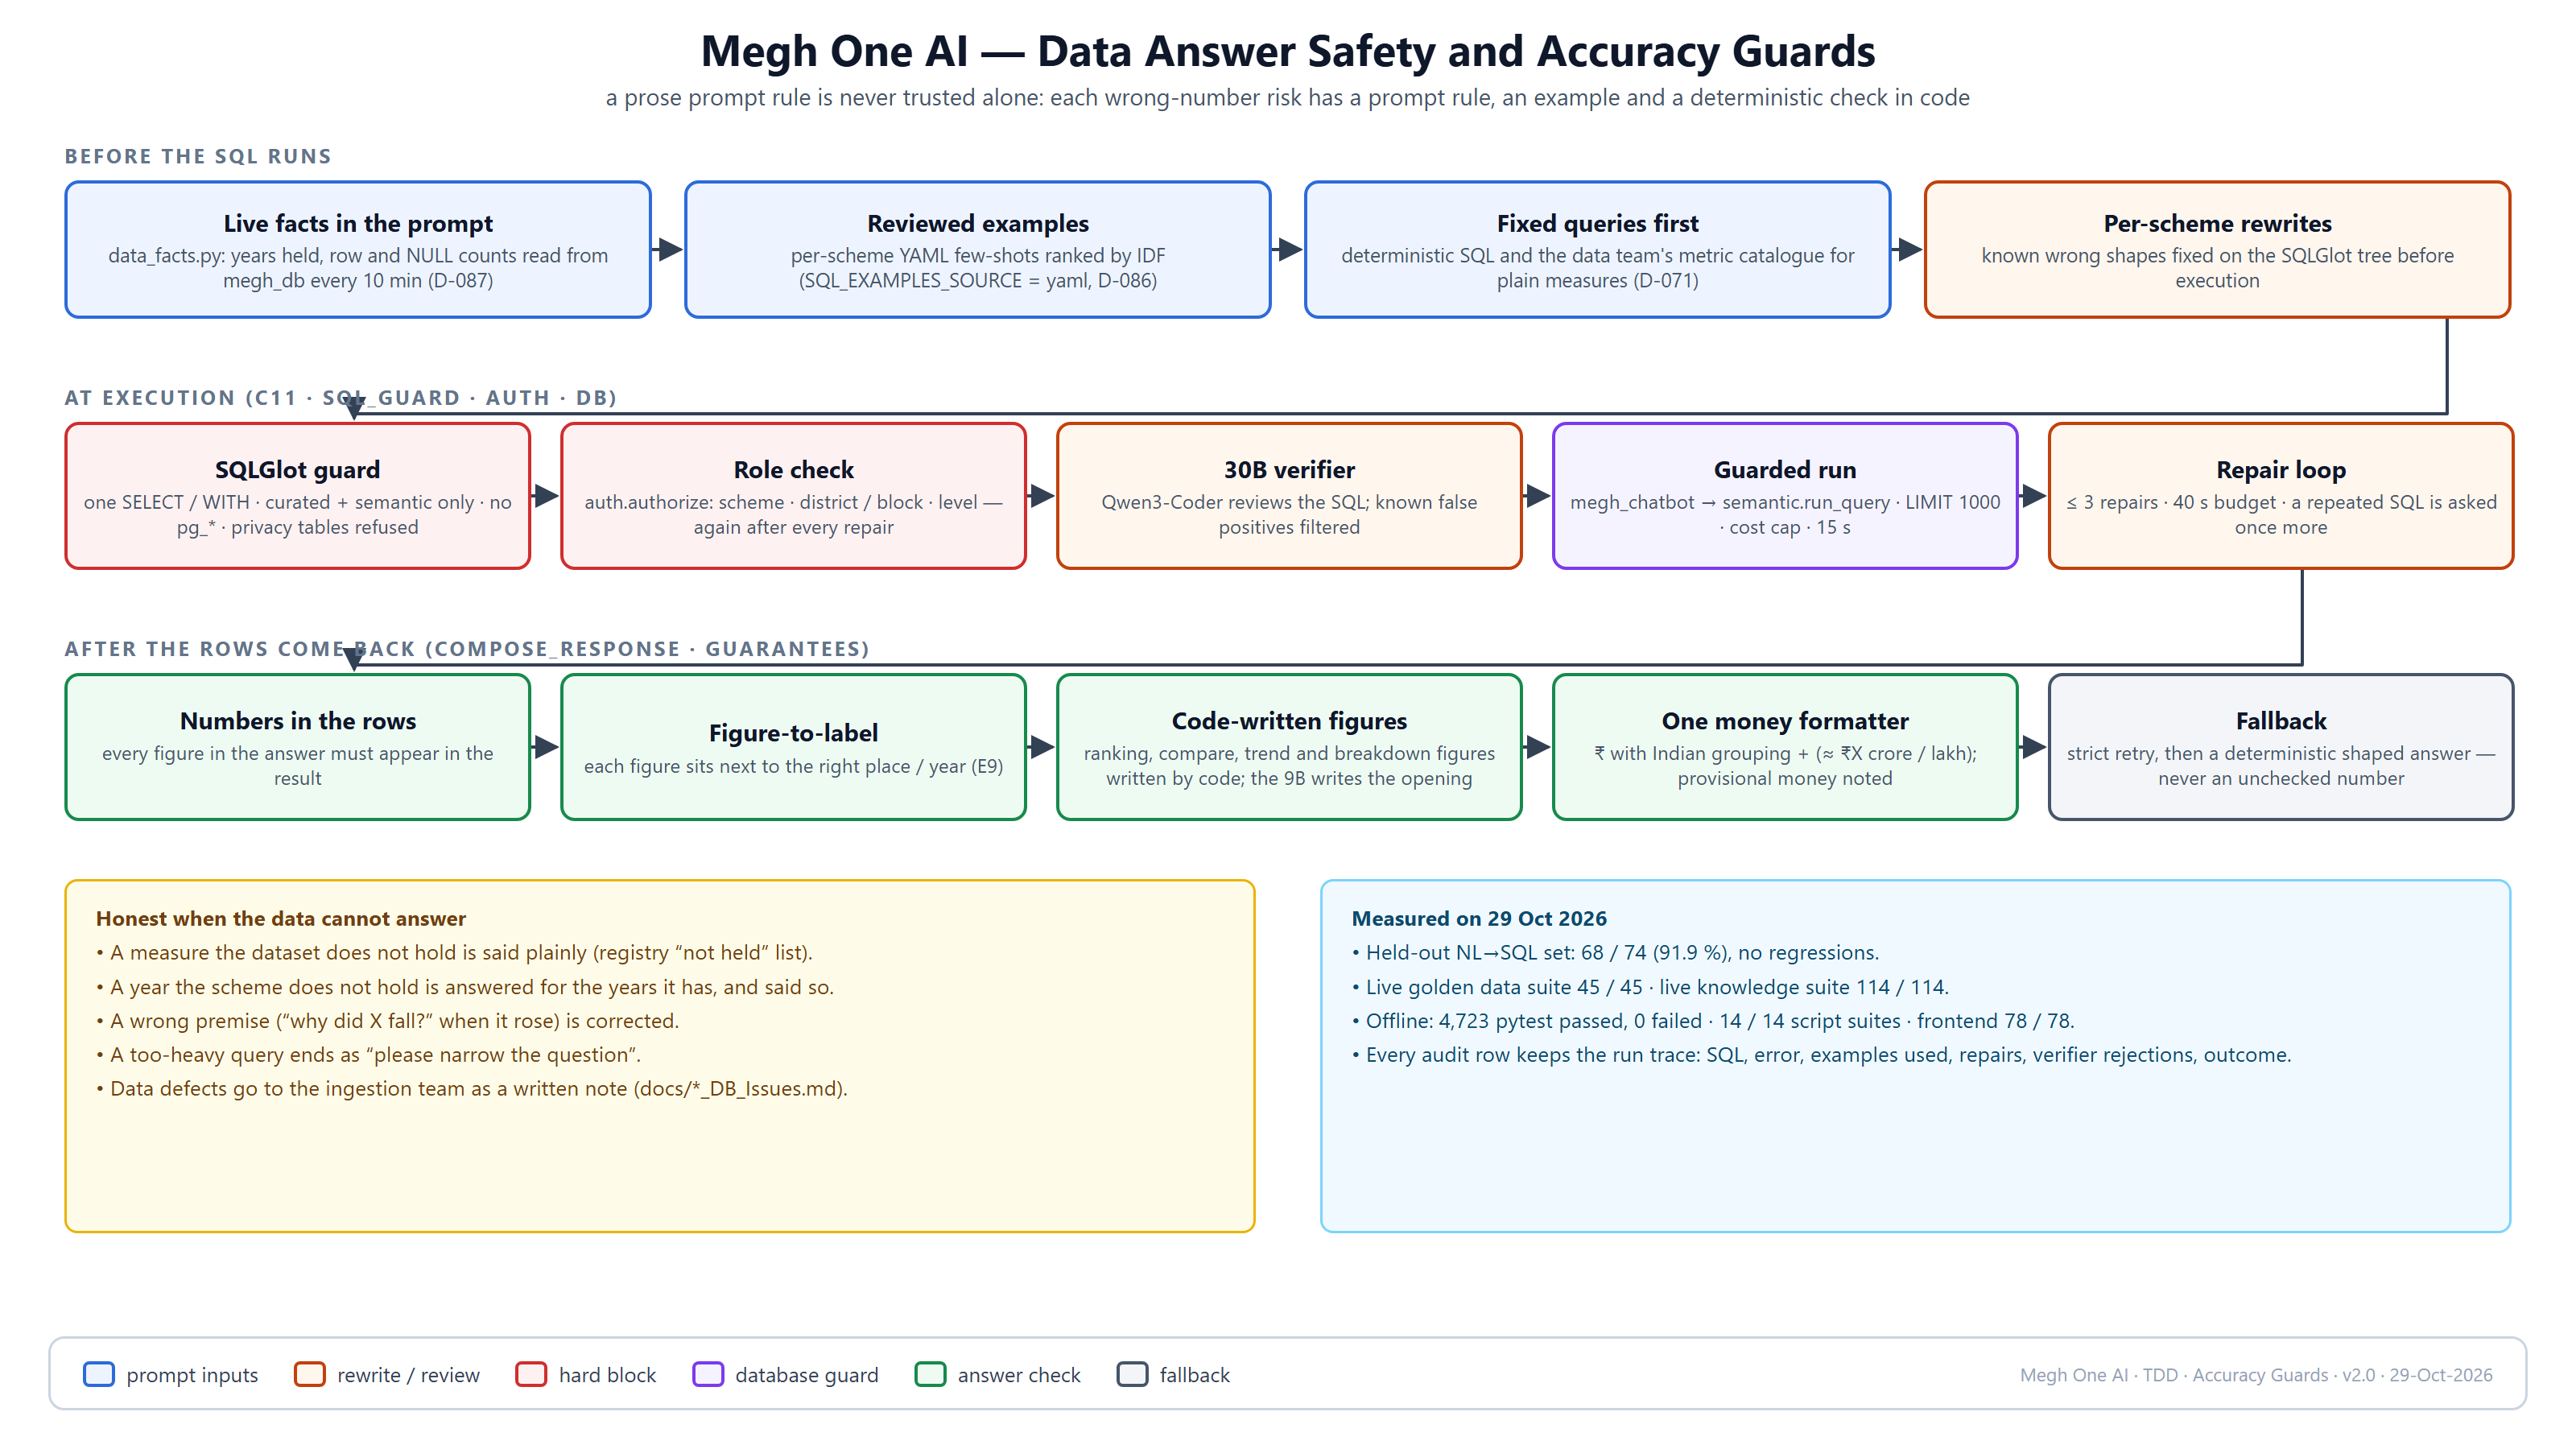 Megh One AI — Data Answer Safety and Accuracy Guards
a prose prompt rule is never trusted alone: each wrong-number risk has a prompt rule, an example and a deterministic check in code
BEFORE THE SQL RUNS
Live facts in the prompt
data_facts.py: years held, row and NULL counts read from
megh_db every 10 min (D-087)
Reviewed examples
per-scheme YAML few-shots ranked by IDF
(SQL_EXAMPLES_SOURCE = yaml, D-086)
Fixed queries first
deterministic SQL and the data team's metric catalogue for
plain measures (D-071)
Per-scheme rewrites
known wrong shapes fixed on the SQLGlot tree before
execution
AT EXECUTION (C11 · SQL_GUARD · AUTH · DB)
SQLGlot guard
one SELECT / WITH · curated + semantic only · no
pg_* · privacy tables refused
Role check
auth.authorize: scheme · district / block · level —
again after every repair
30B verifier
Qwen3-Coder reviews the SQL; known false
positives filtered
Guarded run
megh_chatbot → semantic.run_query · LIMIT 1000
· cost cap · 15 s
Repair loop
≤ 3 repairs · 40 s budget · a repeated SQL is asked
once more
AFTER THE ROWS COME BACK (COMPOSE_RESPONSE · GUARANTEES)
Numbers in the rows
every figure in the answer must appear in the
result
Figure-to-label
each figure sits next to the right place / year (E9)
Code-written figures
ranking, compare, trend and breakdown figures
written by code; the 9B writes the opening
One money formatter
₹ with Indian grouping + (≈ ₹X crore / lakh);
provisional money noted
Fallback
strict retry, then a deterministic shaped answer —
never an unchecked number
Honest when the data cannot answer
• A measure the dataset does not hold is said plainly (registry “not held” list).
• A year the scheme does not hold is answered for the years it has, and said so.
• A wrong premise (“why did X fall?” when it rose) is corrected.
• A too-heavy query ends as “please narrow the question”.
• Data defects go to the ingestion team as a written note (docs/*_DB_Issues.md).
Measured on 29 Oct 2026
• Held-out NL→SQL set: 68 / 74 (91.9 %), no regressions.
• Live golden data suite 45 / 45 · live knowledge suite 114 / 114.
• Offline: 4,723 pytest passed, 0 failed · 14 / 14 script suites · frontend 78 / 78.
• Every audit row keeps the run trace: SQL, error, examples used, repairs, verifier rejections, outcome.
prompt inputs
rewrite / review
hard block
database guard
answer check
fallback
Megh One AI · TDD · Accuracy Guards · v2.0 · 29-Oct-2026